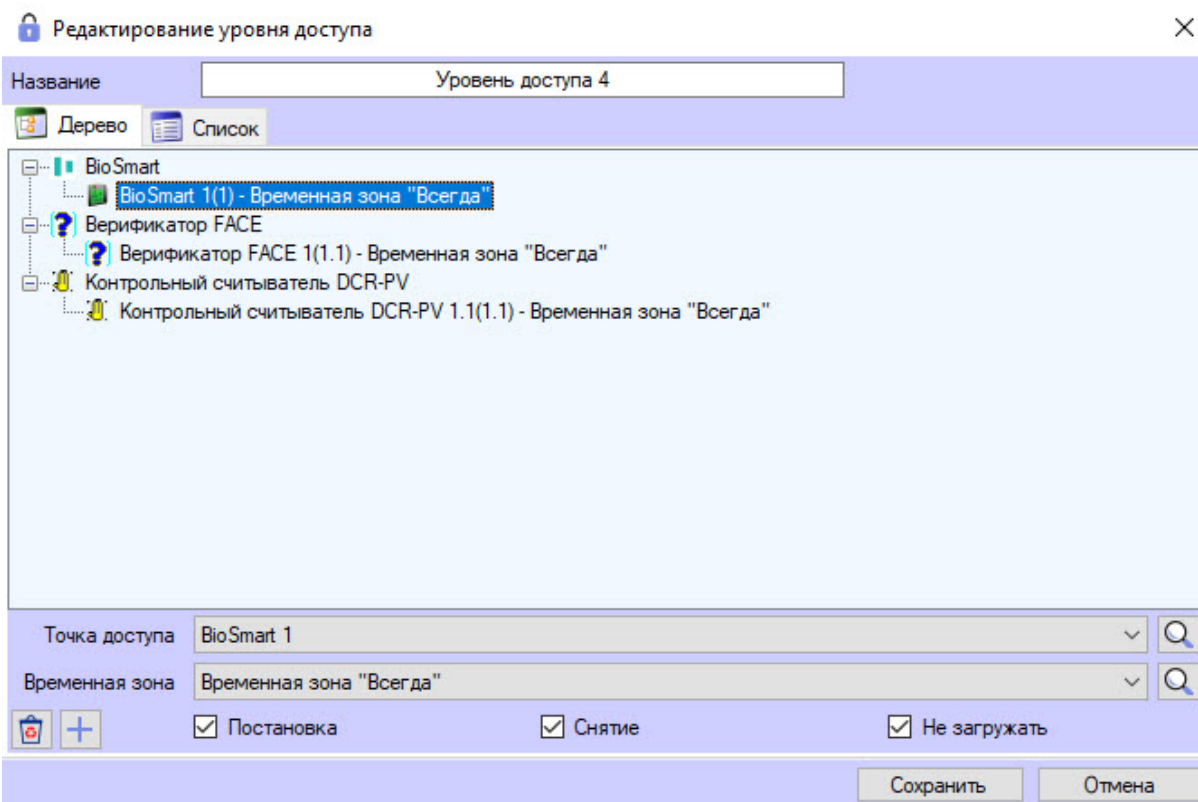 Редактирование уровня доступа
Название Уровень доступа 4
Дерево Список
BioSmart
BioSmart 1(1) - Временная зона "Всегда"
Верификатор FACE
Верификатор FACE 1(1.1) - Временная зона "Всегда"
Контрольный считыватель DCR-PV
Контрольный считыватель DCR-PV 1.1(1.1) - Временная зона "Всегда"
Точка доступа BioSmart 1
Временная зона Временная зона "Всегда"
Постановка Снятие Не загружать
Сохранить Отмена